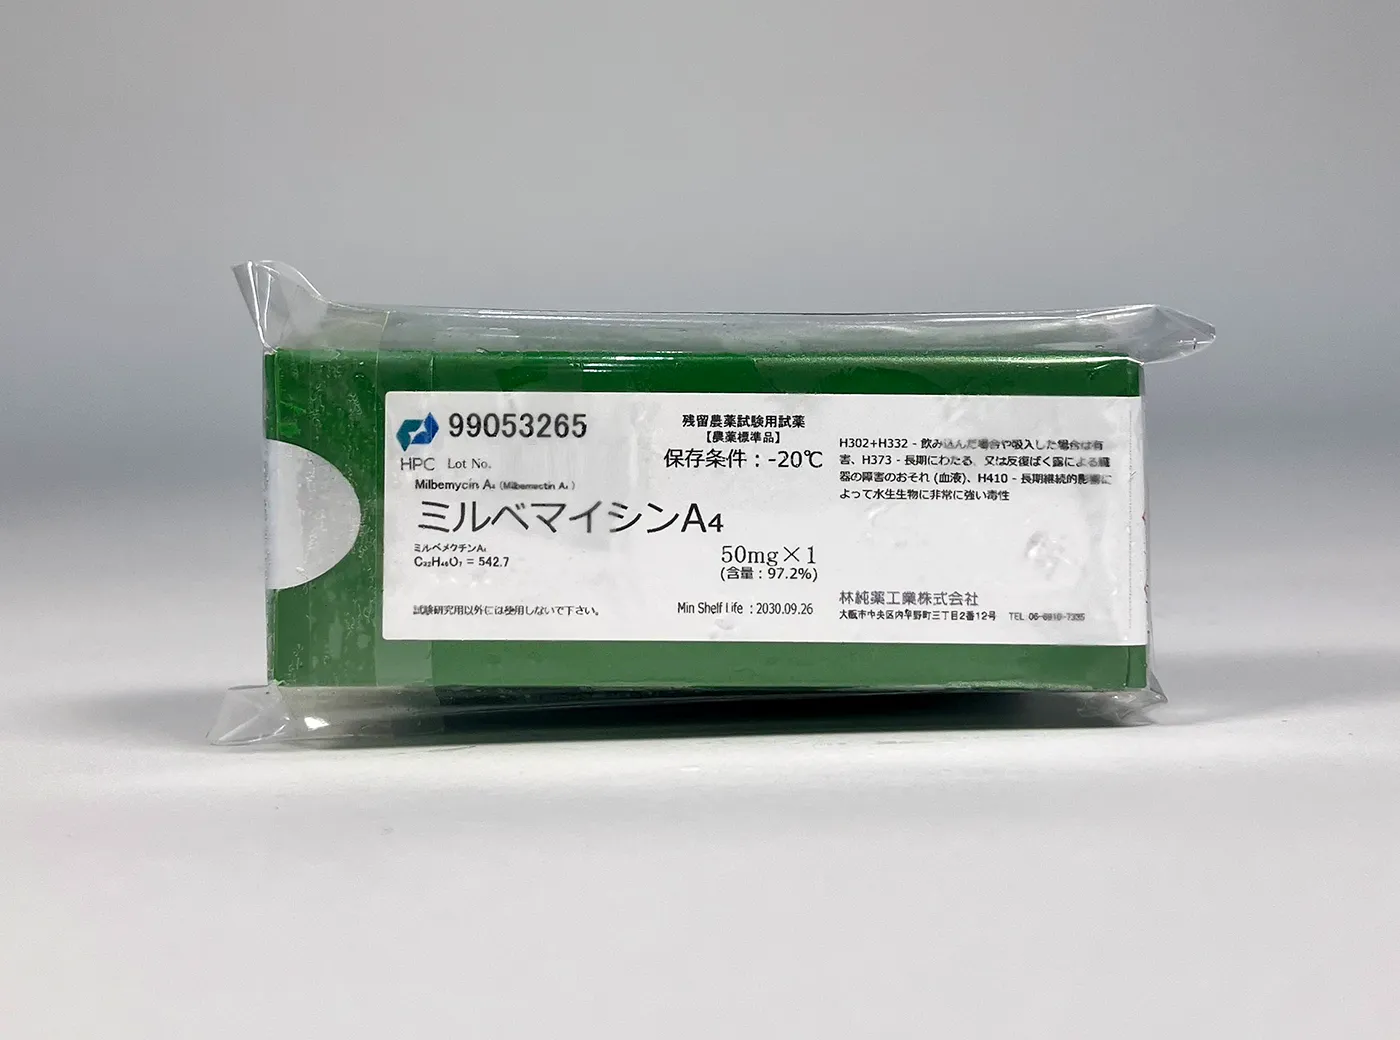 99053265
HPC Lot No.
Milbemycin A₄ (Milbemectin A₄)
ミルベマイシンA₄
ミルベメクチンA₄
C₃₂H₄₆O₇ = 542.7
試験研究用以外には使用しないで下さい。
残留農薬試験用試薬
【農薬標準品】
保存条件:-20℃
50mg×1
(含量:97.2%)
Min Shelf Life : 2030.09.26
H302+H332 - 飲み込んだ場合や吸入した場合は有
害、H373 - 長期にわたる、又は反復ばく露による臓
器の障害のおそれ (血液)、H410 - 長期継続的影響に
よって水生生物に非常に強い毒性
林純薬工業株式会社
大阪市中央区内平野町三丁目2番12号 TEL 06-6910-7335